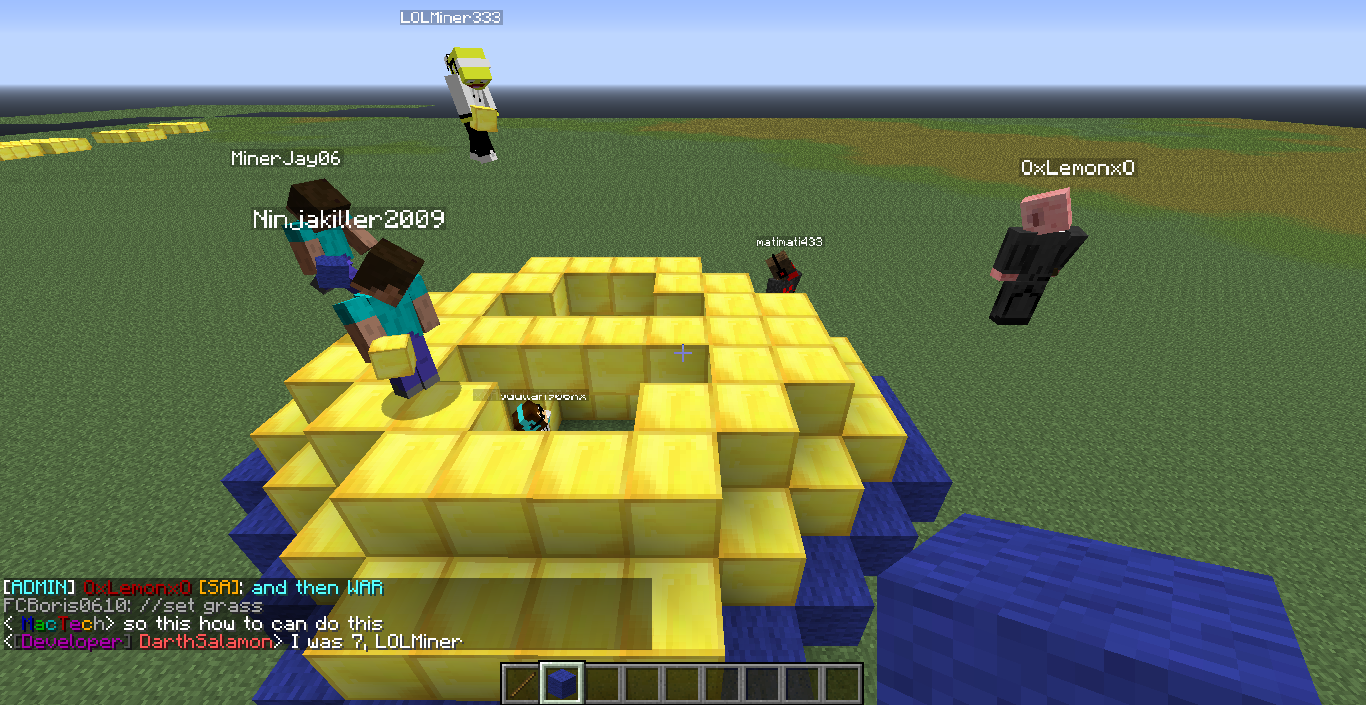 LOLMiner333
MinerJay06
OxLemonxO
Ninjakiller2009
matimati433
[ADMIN] OxLemonxO [SA]: and then WAR
FCBoris0610: //set grass
< MacTech> so this how to can do this
<[Developer] DarthSalamon> I was 7, LOLMiner